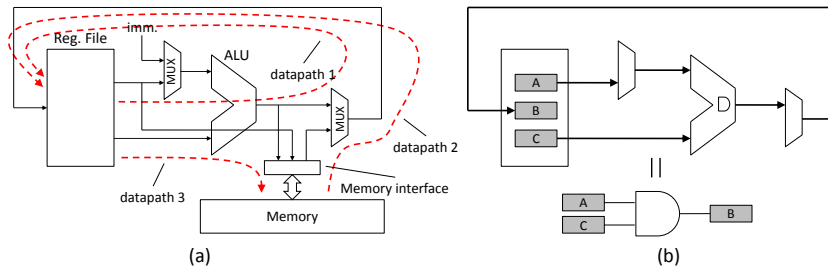 imm.
Reg. File
MUX
ALU
datapath 1
MUX
datapath 2
datapath 3
Memory interface
Memory
(a)
A
B
C
D
A
C
B
(b)